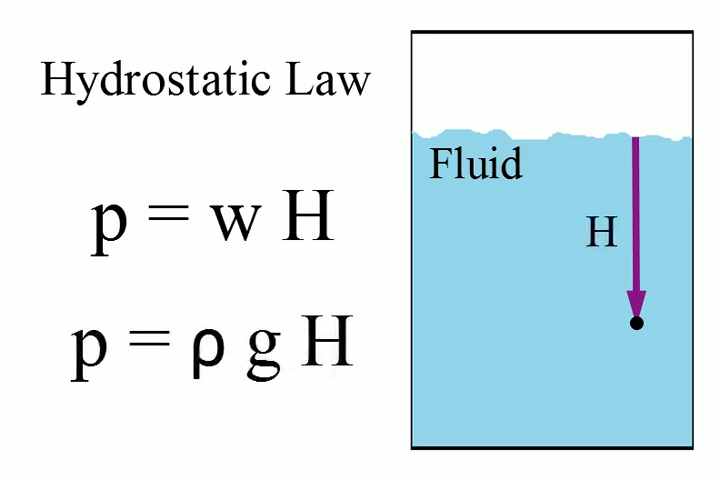 Hydrostatic Law
p = w H
p = ρ g H
Fluid
H